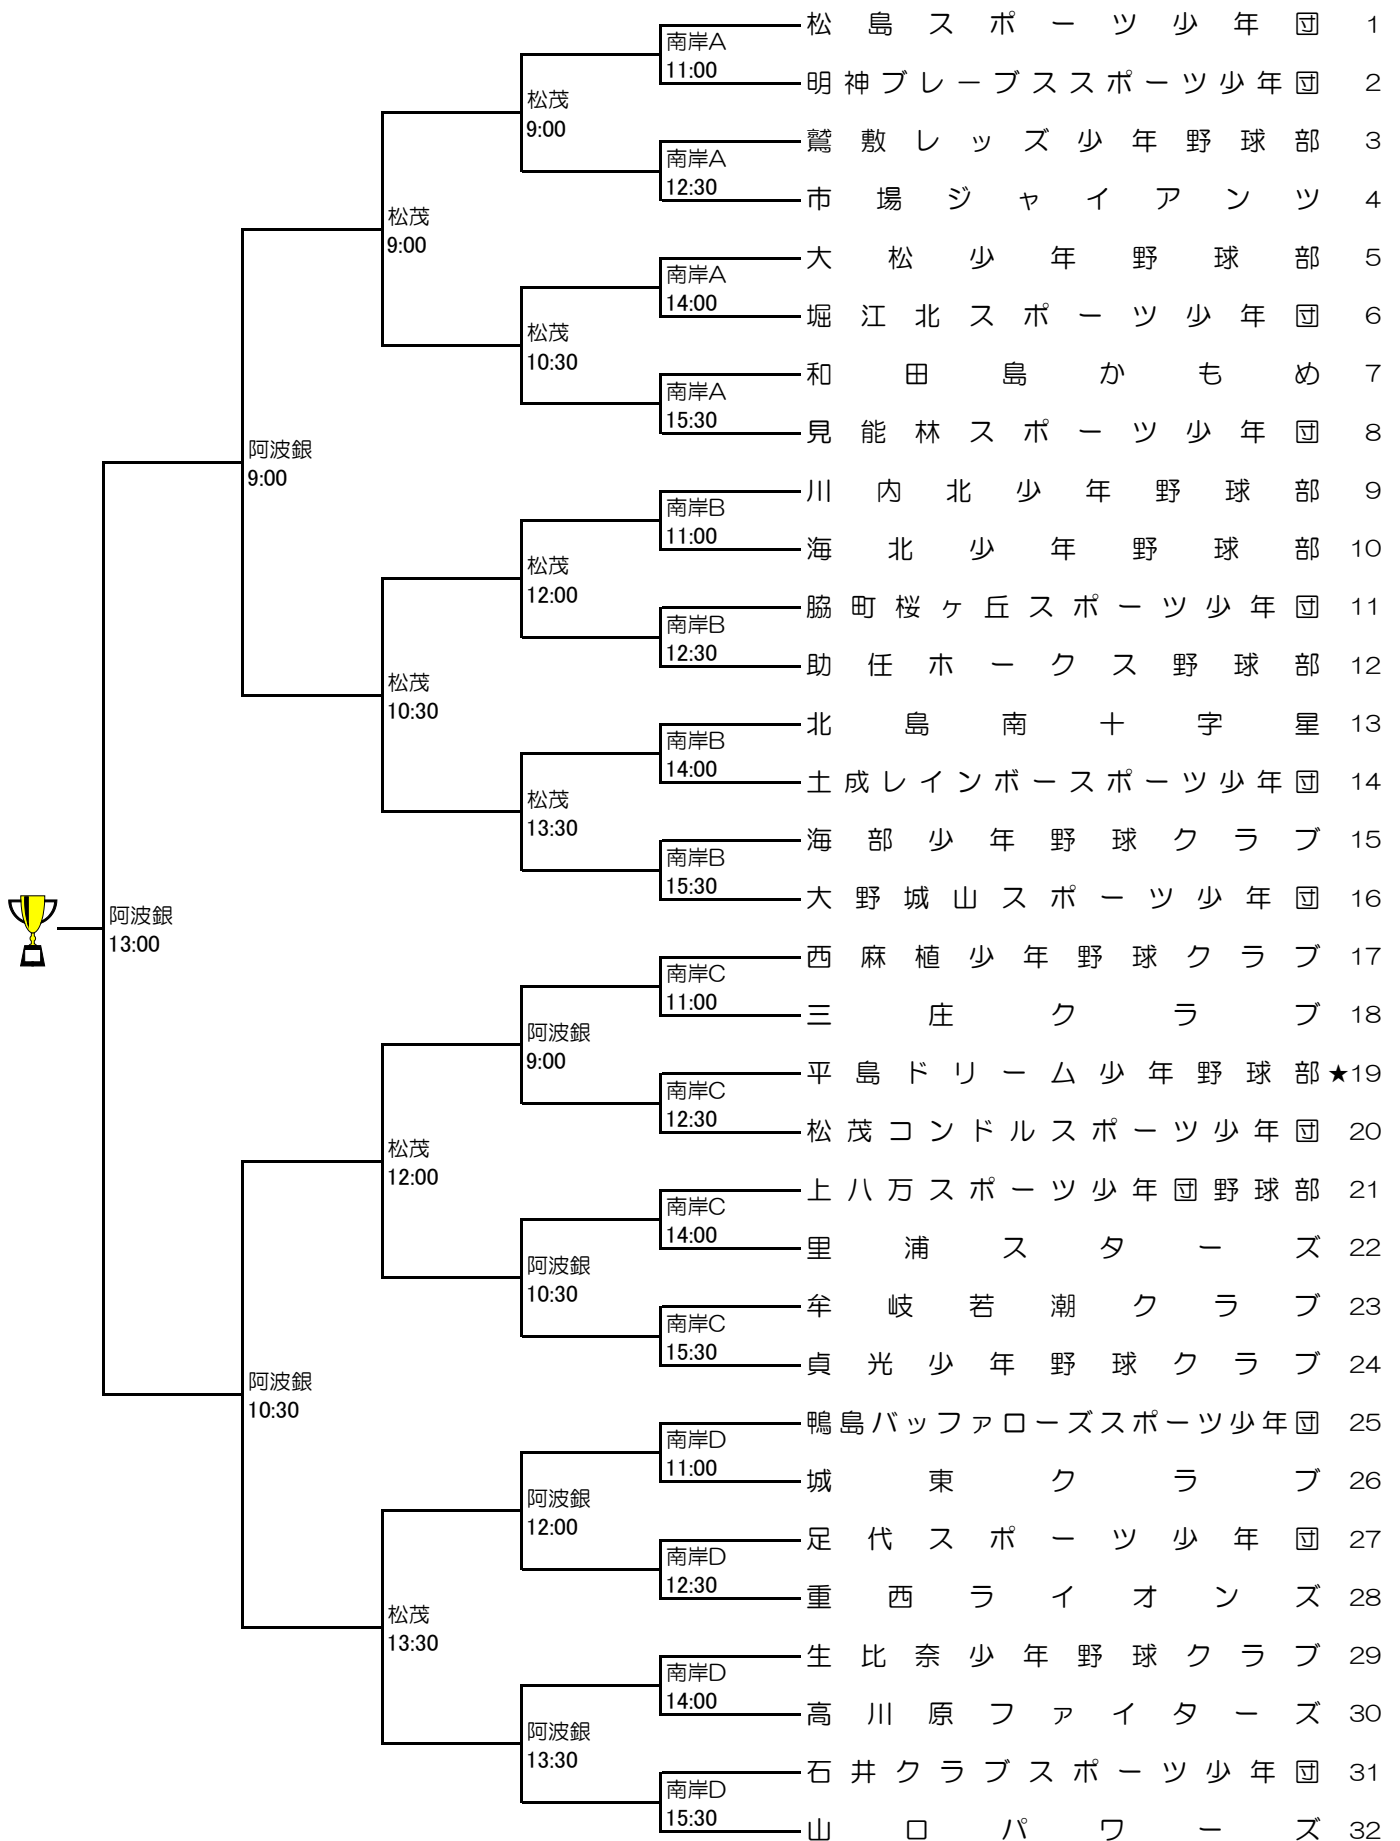 松島スポーツ少年団 1
南岸A
11:00
明神ブレーブススポーツ少年団 2
松茂
9:00
鷲敷レッズ少年野球部 3
南岸A
12:30
市場ジャイアンツ 4
松茂
9:00
大松少年野球部 5
南岸A
14:00
堀江北スポーツ少年団 6
松茂
10:30
和田島かもめ 7
南岸A
15:30
見能林スポーツ少年団 8
阿波銀
9:00
川内北少年野球部 9
南岸B
11:00
海北少年野球部 10
松茂
12:00
脇町桜ヶ丘スポーツ少年団 11
南岸B
12:30
助任ホークス野球部 12
松茂
10:30
北島南十字星 13
南岸B
14:00
土成レインボースポーツ少年団 14
松茂
13:30
海部少年野球クラブ 15
南岸B
15:30
大野城山スポーツ少年団 16
阿波銀
13:00
西麻植少年野球クラブ 17
南岸C
11:00
三庄クラブ 18
阿波銀
9:00
平島ドリーム少年野球部 ★19
南岸C
12:30
松茂コンドルスポーツ少年団 20
松茂
12:00
上八万スポーツ少年団野球部 21
南岸C
14:00
里浦スターズ 22
阿波銀
10:30
牟岐若潮クラブ 23
南岸C
15:30
貞光少年野球クラブ 24
阿波銀
10:30
鴨島バッファローズスポーツ少年団 25
南岸D
11:00
城東クラブ 26
阿波銀
12:00
足代スポーツ少年団 27
南岸D
12:30
重西ライオンズ 28
松茂
13:30
生比奈少年野球クラブ 29
南岸D
14:00
高川原ファイターズ 30
阿波銀
13:30
石井クラブスポーツ少年団 31
南岸D
15:30
山口パワーズ 32